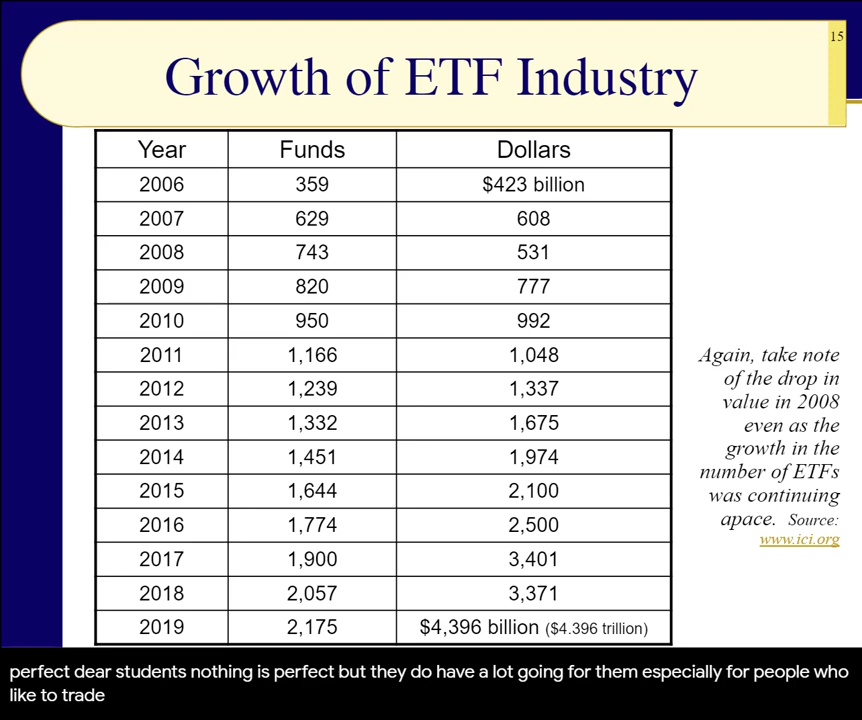 15
Growth of ETF Industry
Year Funds Dollars
2006 359 $423 billion
2007 629 608
2008 743 531
2009 820 777
2010 950 992
2011 1,166 1,048
2012 1,239 1,337
2013 1,332 1,675
2014 1,451 1,974
2015 1,644 2,100
2016 1,774 2,500
2017 1,900 3,401
2018 2,057 3,371
2019 2,175 $4,396 billion ($4.396 trillion)
Again, take note
of the drop in
value in 2008
even as the
growth in the
number of ETFs
was continuing
apace. Source:
www.ici.org
perfect dear students nothing is perfect but they do have a lot going for them especially for people who
like to trade